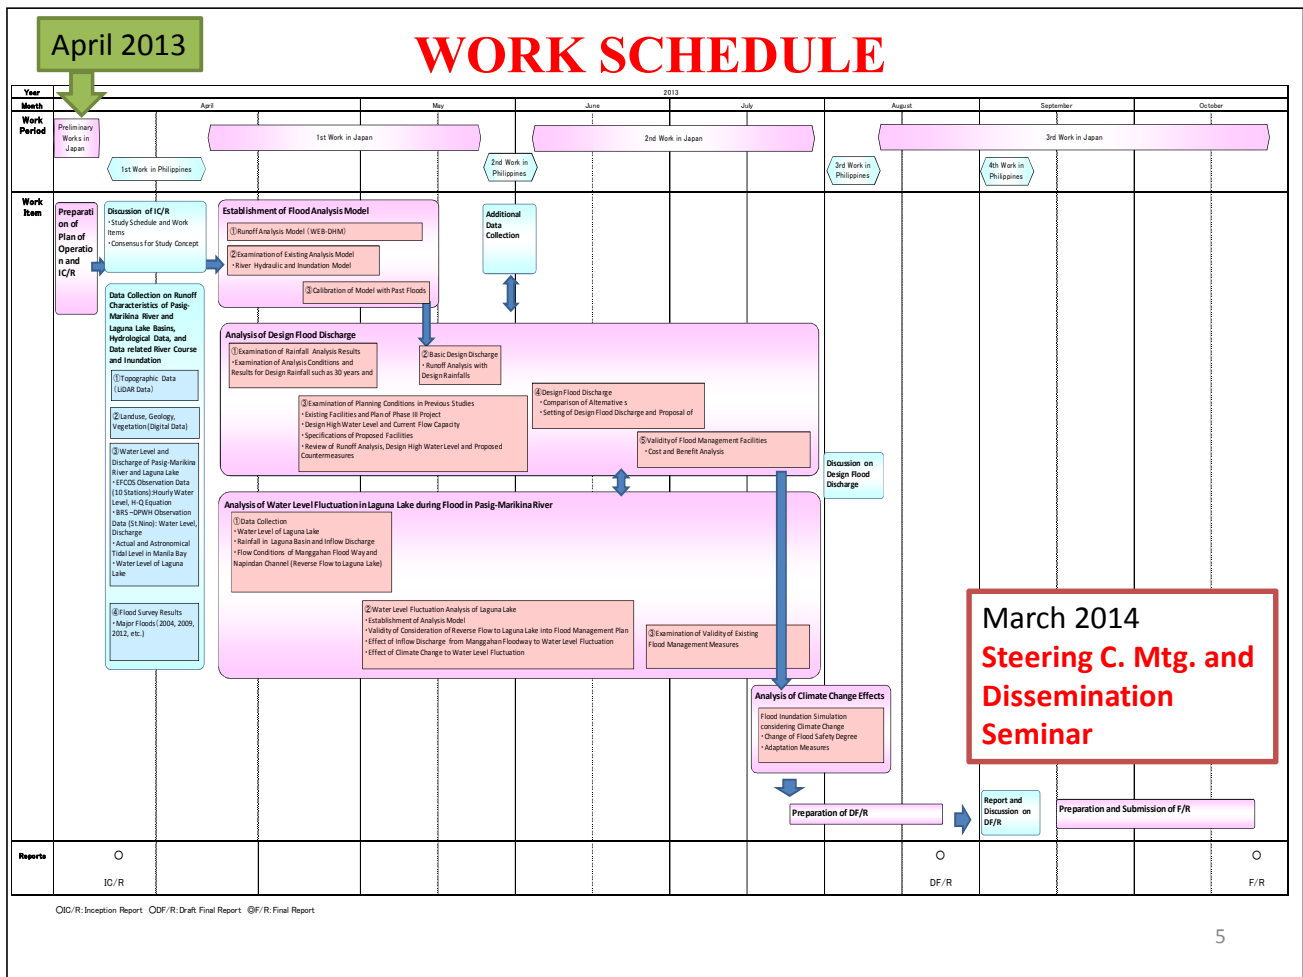 April 2013
WORK SCHEDULE
Year
2013
Month
April
May
June
July
August
September
October
Work
Period
Preliminary
Works in
Japan
1st Work in Japan
2nd Work in Japan
3rd Work in Japan
1st Work in Philippines
2nd Work in
Philippines
3rd Work in
Philippines
4th Work in
Philippines
Work
Item
Preparati
on of
Plan of
Operatio
n and
IC/R
Discussion of IC/R
・Study Schedule and Work
Items
・Consensus for Study Concept
Establishment of Flood Analysis Model
①Runoff Analysis Model (WEB-DHM)
②Examination of Existing Analysis Model
・River Hydraulic and Inundation Model
③Calibration of Model with Past Floods
Additional
Data
Collection
Data Collection on Runoff
Characteristics of Pasig-
Marikina River and
Laguna Lake Basins,
Hydrological Data, and
Data related River Course
and Inundation
①Topographic Data
(LiDAR Data)
②Landuse, Geology,
Vegetation (Digital Data)
③Water Level and
Discharge of Pasig-Marikina
River and Laguna Lake
・EFCOS Observation Data
(10 Stations):Hourly Water
Level, H-Q Equation
・BRS–DPWH Observation
Data (St.Nino): Water Level,
Discharge
・Actual and Astronomical
Tidal Level in Manila Bay
・Water Level of Laguna
Lake
④Flood Survey Results
・Major Floods (2004, 2009,
2012, etc.)
Analysis of Design Flood Discharge
①Examination of Rainfall Analysis Results
・Examination of Analysis Conditions and
Results for Design Rainfall such as 30 years and
②Basic Design Discharge
・Runoff Analysis with
Design Rainfalls
③Examination of Planning Conditions in Previous Studies
・Existing Facilities and Plan of Phase III Project
・Design High Water Level and Current Flow Capacity
・Specifications of Proposed Facilities
・Review of Runoff Analysis, Design High Water Level and Proposed
Countermeasures
④Design Flood Discharge
・Comparison of Alternative s
・Setting of Design Flood Discharge and Proposal of
⑤Validity of Flood Management Facilities
・Cost and Benefit Analysis
Discussion on
Design Flood
Discharge
Analysis of Water Level Fluctuation in Laguna Lake during Flood in Pasig-Marikina River
①Data Collection
・Water Level of Laguna Lake
・Rainfall in Laguna Basin and Inflow Discharge
・Flow Conditions of Manggahan Flood Way and
Napindan Channel (Reverse Flow to Laguna Lake)
②Water Level Fluctuation Analysis of Laguna Lake
・Establishment of Analysis Model
・Validity of Consideration of Reverse Flow to Laguna Lake into Flood Management Plan
・Effect of Inflow Discharge from Manggahan Floodway to Water Level Fluctuation
・Effect of Climate Change to Water Level Fluctuation
③Examination of Validity of Existing
Flood Management Measures
March 2014
Steering C. Mtg. and
Dissemination
Seminar
Analysis of Climate Change Effects
Flood Inundation Simulation
considering Climate Change
・Change of Flood Safety Degree
・Adaptation Measures
Preparation of DF/R
Report and
Discussion on
DF/R
Preparation and Submission of F/R
Reports
○
○
○
IC/R
DF/R
F/R
○IC/R:Inception Report ○DF/R:Draft Final Report ◎F/R:Final Report
5